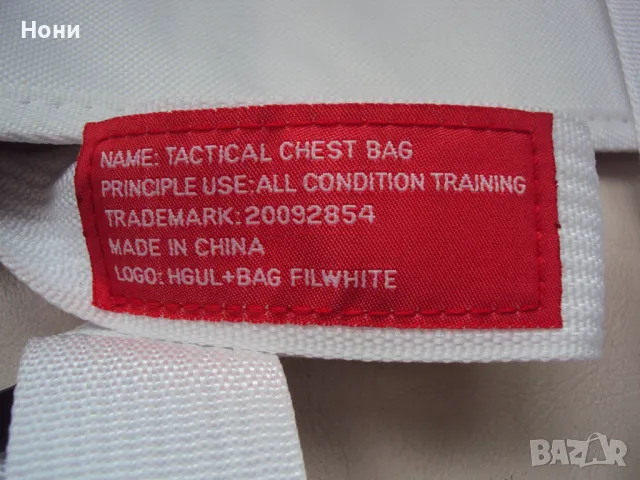 Нони
NAME: TACTICAL CHEST BAG
PRINCIPLE USE: ALL CONDITION TRAINING
TRADEMARK: 20092854
MADE IN CHINA
LOGO: HGUL+BAG FILWHITE
BAZAR